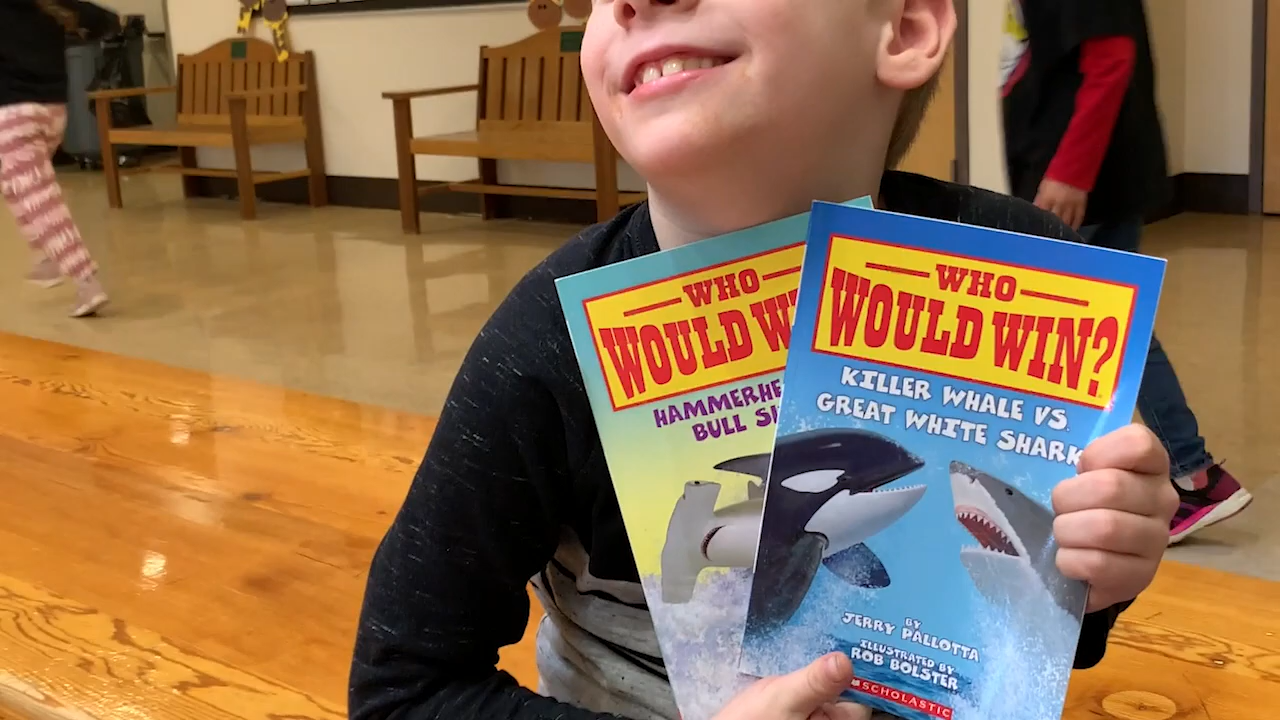 WHO
WOULD
HAMMERHE
BULL
WHO
WOULD WIN?
KILLER WHALE VS.
GREAT WHITE SHARK
BY
JERRY PALLOTTA
ILLUSTRATED BY
ROB BOLSTER
SCHOLASTIC